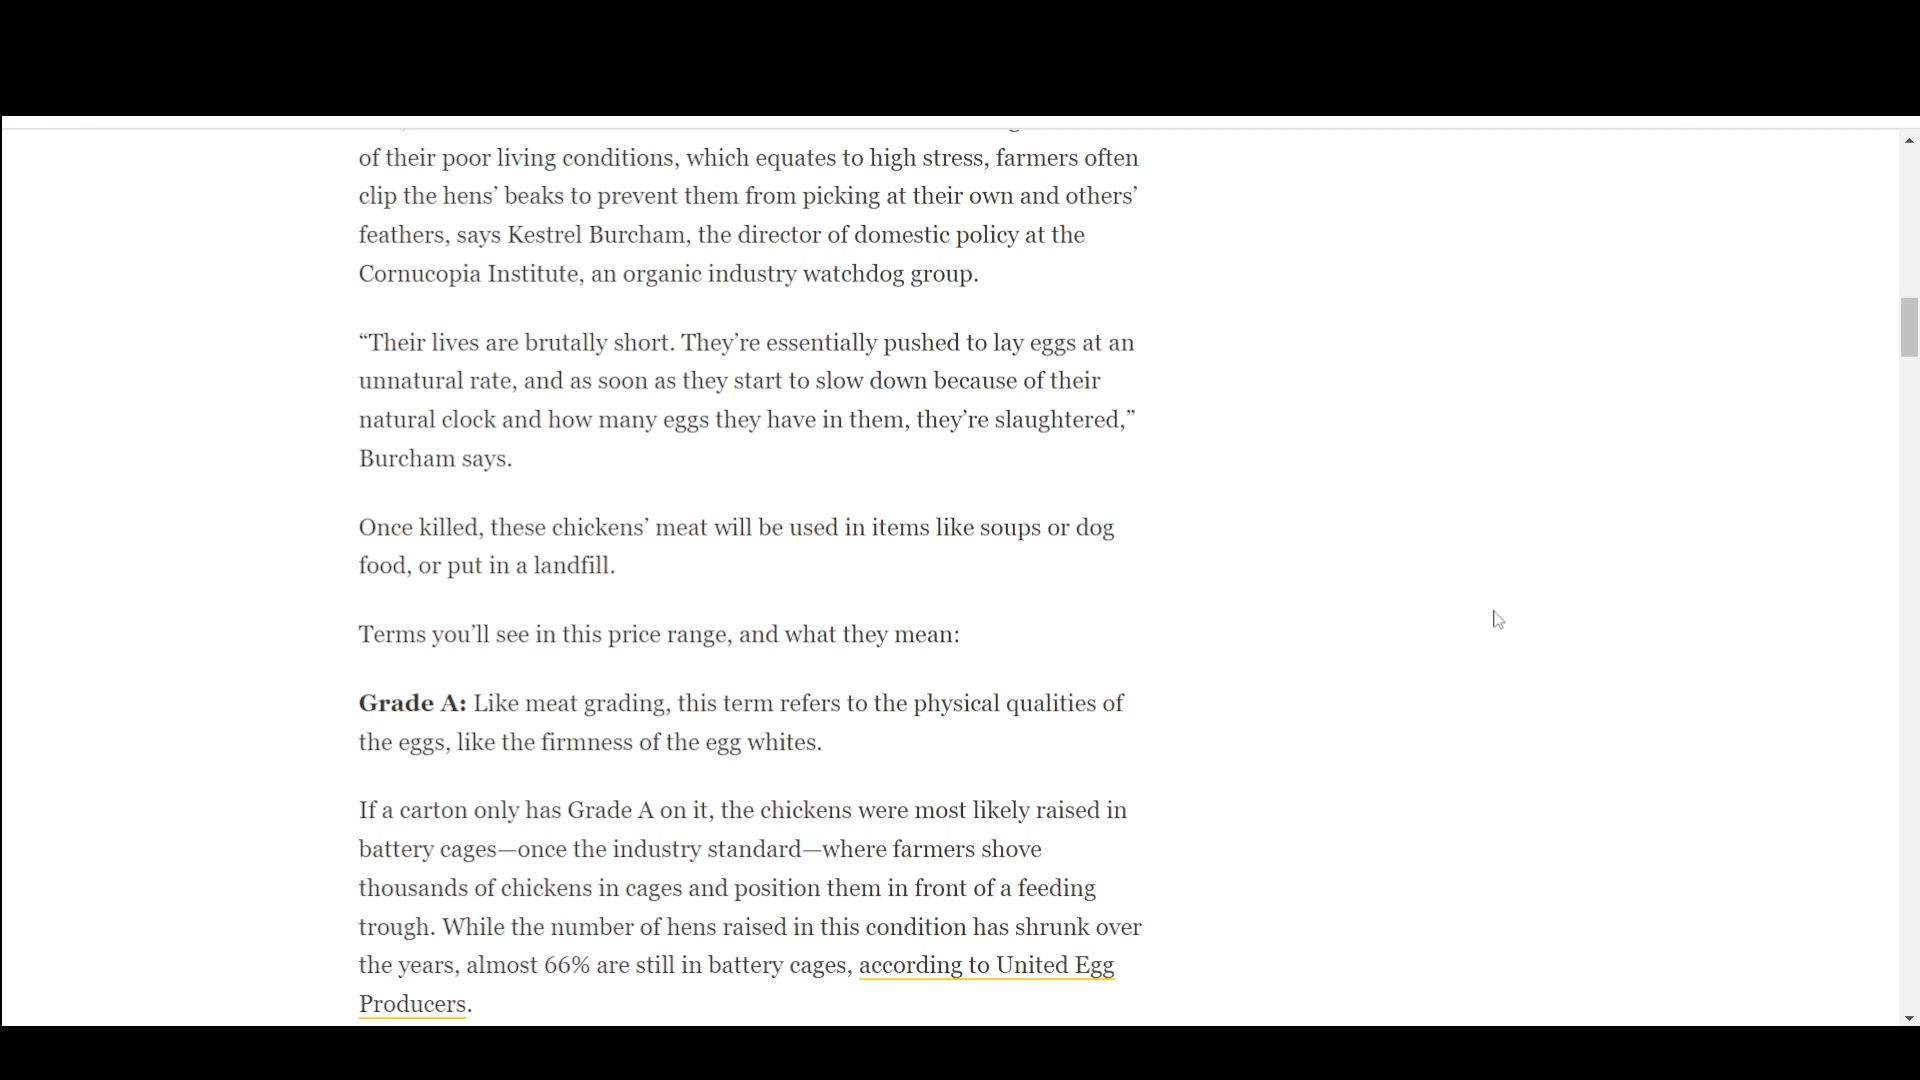 of their poor living conditions, which equates to high stress, farmers often
clip the hens’ beaks to prevent them from picking at their own and others’
feathers, says Kestrel Burcham, the director of domestic policy at the
Cornucopia Institute, an organic industry watchdog group.
“Their lives are brutally short. They’re essentially pushed to lay eggs at an
unnatural rate, and as soon as they start to slow down because of their
natural clock and how many eggs they have in them, they’re slaughtered,”
Burcham says.
Once killed, these chickens’ meat will be used in items like soups or dog
food, or put in a landfill.
Terms you’ll see in this price range, and what they mean:
Grade A: Like meat grading, this term refers to the physical qualities of
the eggs, like the firmness of the egg whites.
If a carton only has Grade A on it, the chickens were most likely raised in
battery cages—once the industry standard—where farmers shove
thousands of chickens in cages and position them in front of a feeding
trough. While the number of hens raised in this condition has shrunk over
the years, almost 66% are still in battery cages, according to United Egg
Producers.